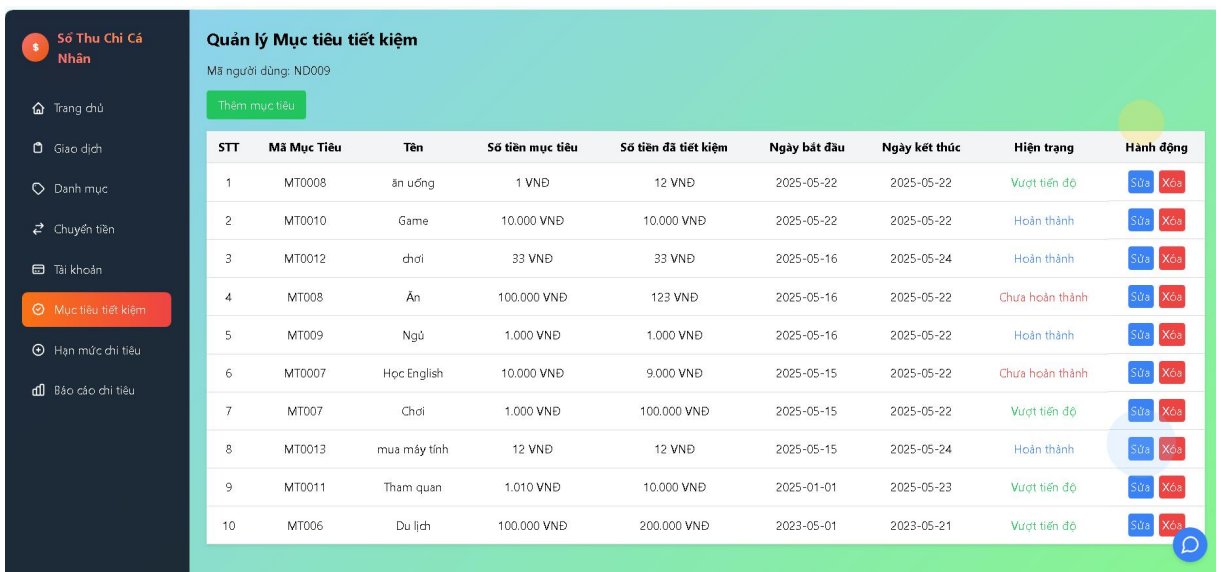 Sổ Thu Chi Cá
Nhân
Trang chủ
Giao dịch
Danh mục
Chuyển tiền
Tài khoản
Mục tiêu tiết kiệm
Hạn mức chi tiêu
Báo cáo chi tiêu
Quản lý Mục tiêu tiết kiệm
Mã người dùng: ND009
Thêm mục tiêu
STT Mã Mục Tiêu Tên Số tiền mục tiêu Số tiền đã tiết kiệm Ngày bắt đầu Ngày kết thúc Hiện trạng Hành động
1 MT0008 ăn uống 1 VNĐ 12 VNĐ 2025-05-22 2025-05-22 Vượt tiến độ Sửa Xóa
2 MT0010 Game 10.000 VNĐ 10.000 VNĐ 2025-05-22 2025-05-22 Hoàn thành Sửa Xóa
3 MT0012 chơi 33 VNĐ 33 VNĐ 2025-05-16 2025-05-24 Hoàn thành Sửa Xóa
4 MT008 Ăn 100.000 VNĐ 123 VNĐ 2025-05-16 2025-05-22 Chưa hoàn thành Sửa Xóa
5 MT009 Ngủ 1.000 VNĐ 1.000 VNĐ 2025-05-16 2025-05-22 Hoàn thành Sửa Xóa
6 MT0007 Học English 10.000 VNĐ 9.000 VNĐ 2025-05-15 2025-05-22 Chưa hoàn thành Sửa Xóa
7 MT007 Chơi 1.000 VNĐ 100.000 VNĐ 2025-05-15 2025-05-22 Vượt tiến độ Sửa Xóa
8 MT0013 mua máy tính 12 VNĐ 12 VNĐ 2025-05-15 2025-05-24 Hoàn thành Sửa Xóa
9 MT0011 Tham quan 1.010 VNĐ 10.000 VNĐ 2025-01-01 2025-05-23 Vượt tiến độ Sửa Xóa
10 MT006 Du lịch 100.000 VNĐ 200.000 VNĐ 2023-05-01 2023-05-21 Vượt tiến độ Sửa Xóa